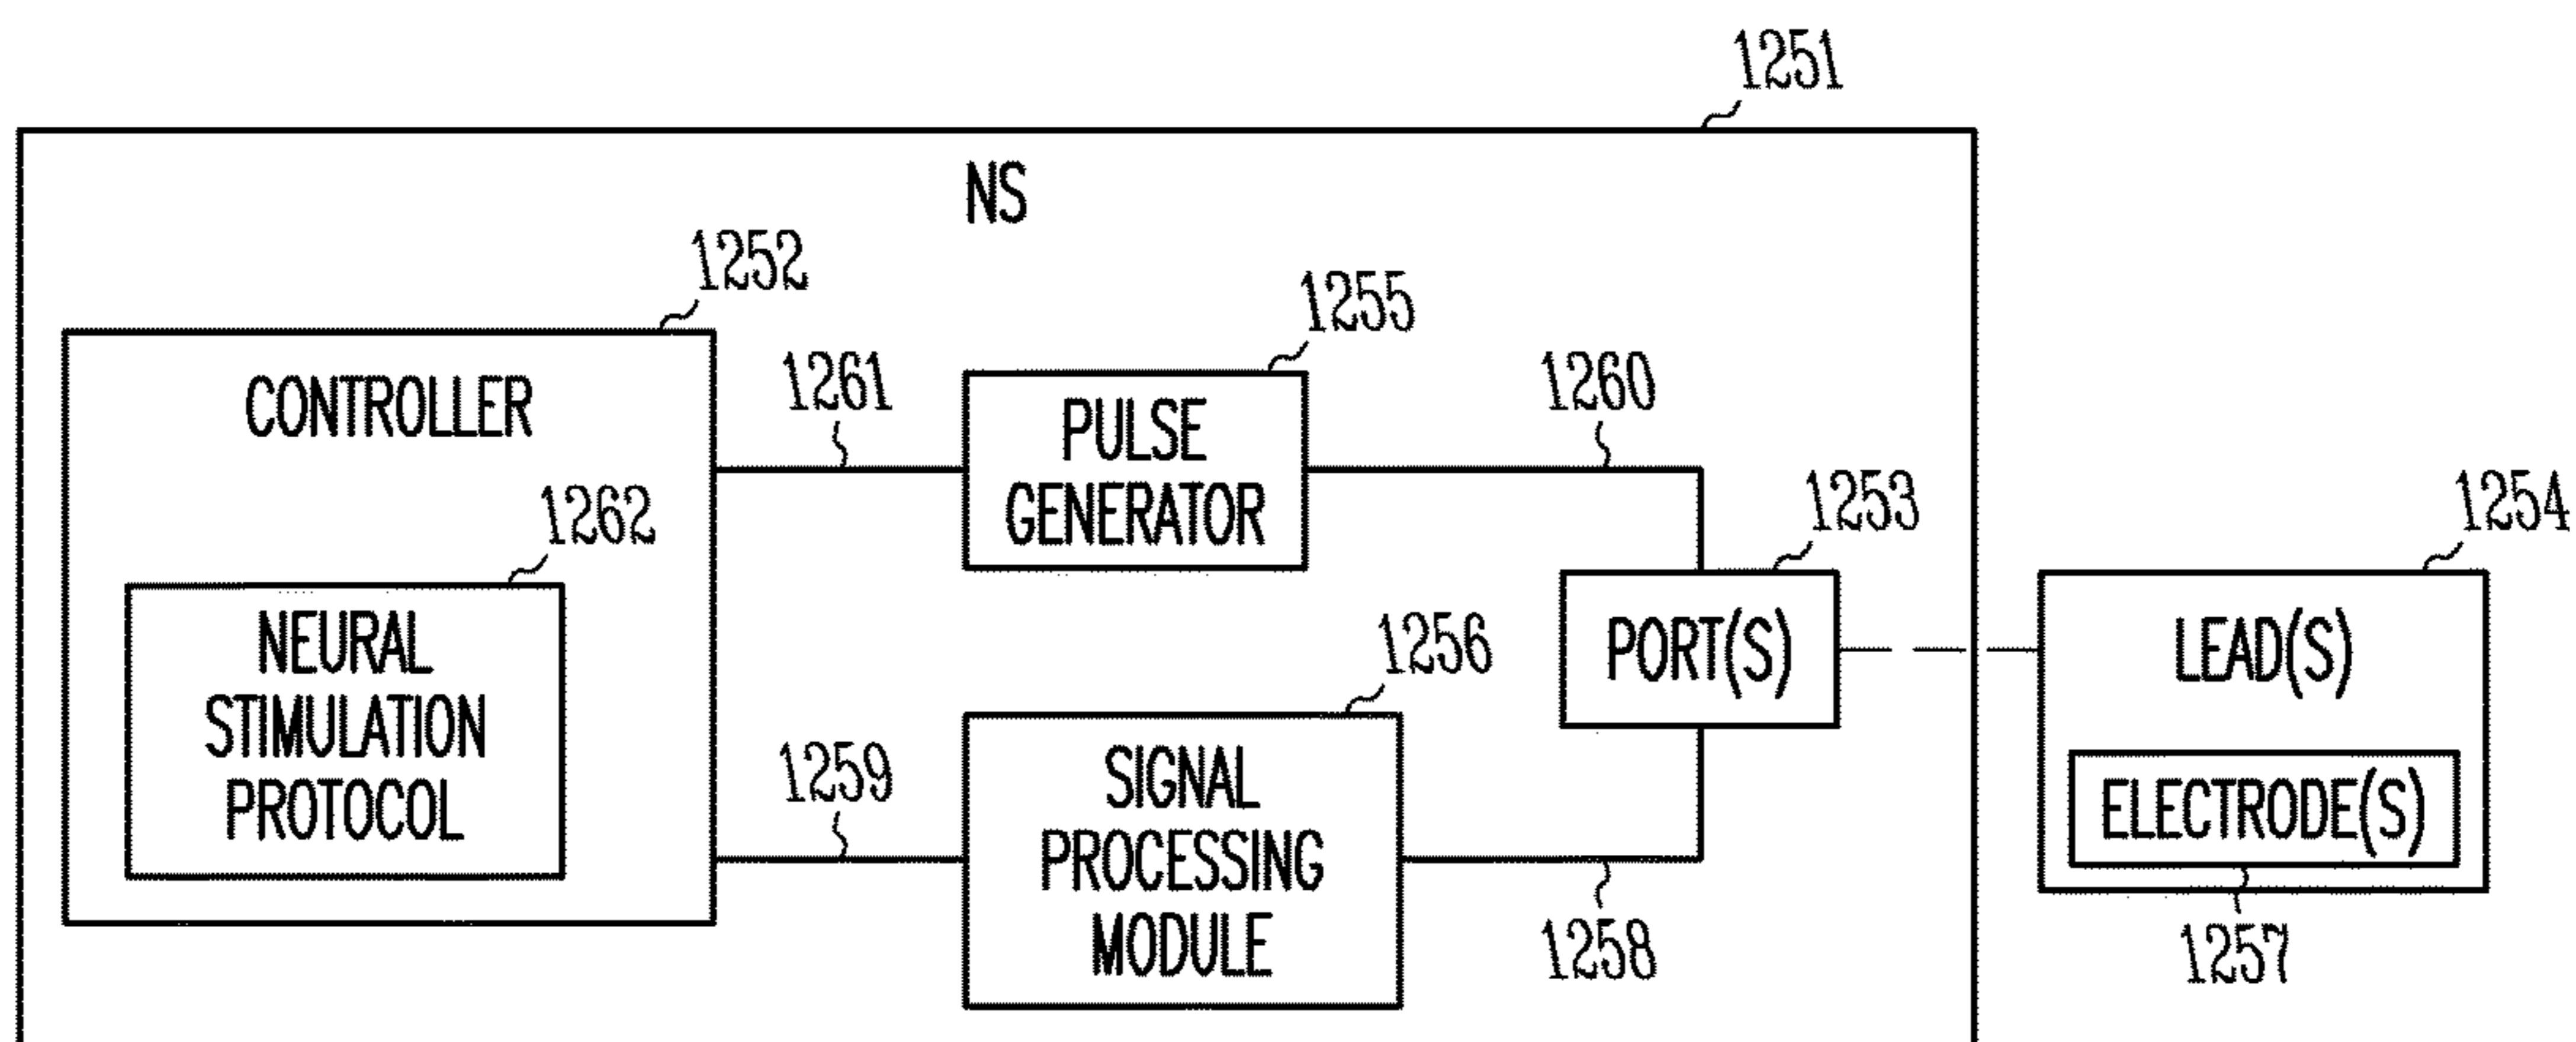 1251
NS
1252
1255
CONTROLLER
1261
1260
PULSE
GENERATOR
1262
1253
1254
NEURAL
STIMULATION
PROTOCOL
1256
PORT(S)
LEAD(S)
1259
SIGNAL
PROCESSING
MODULE
ELECTRODE(S)
1258
1257